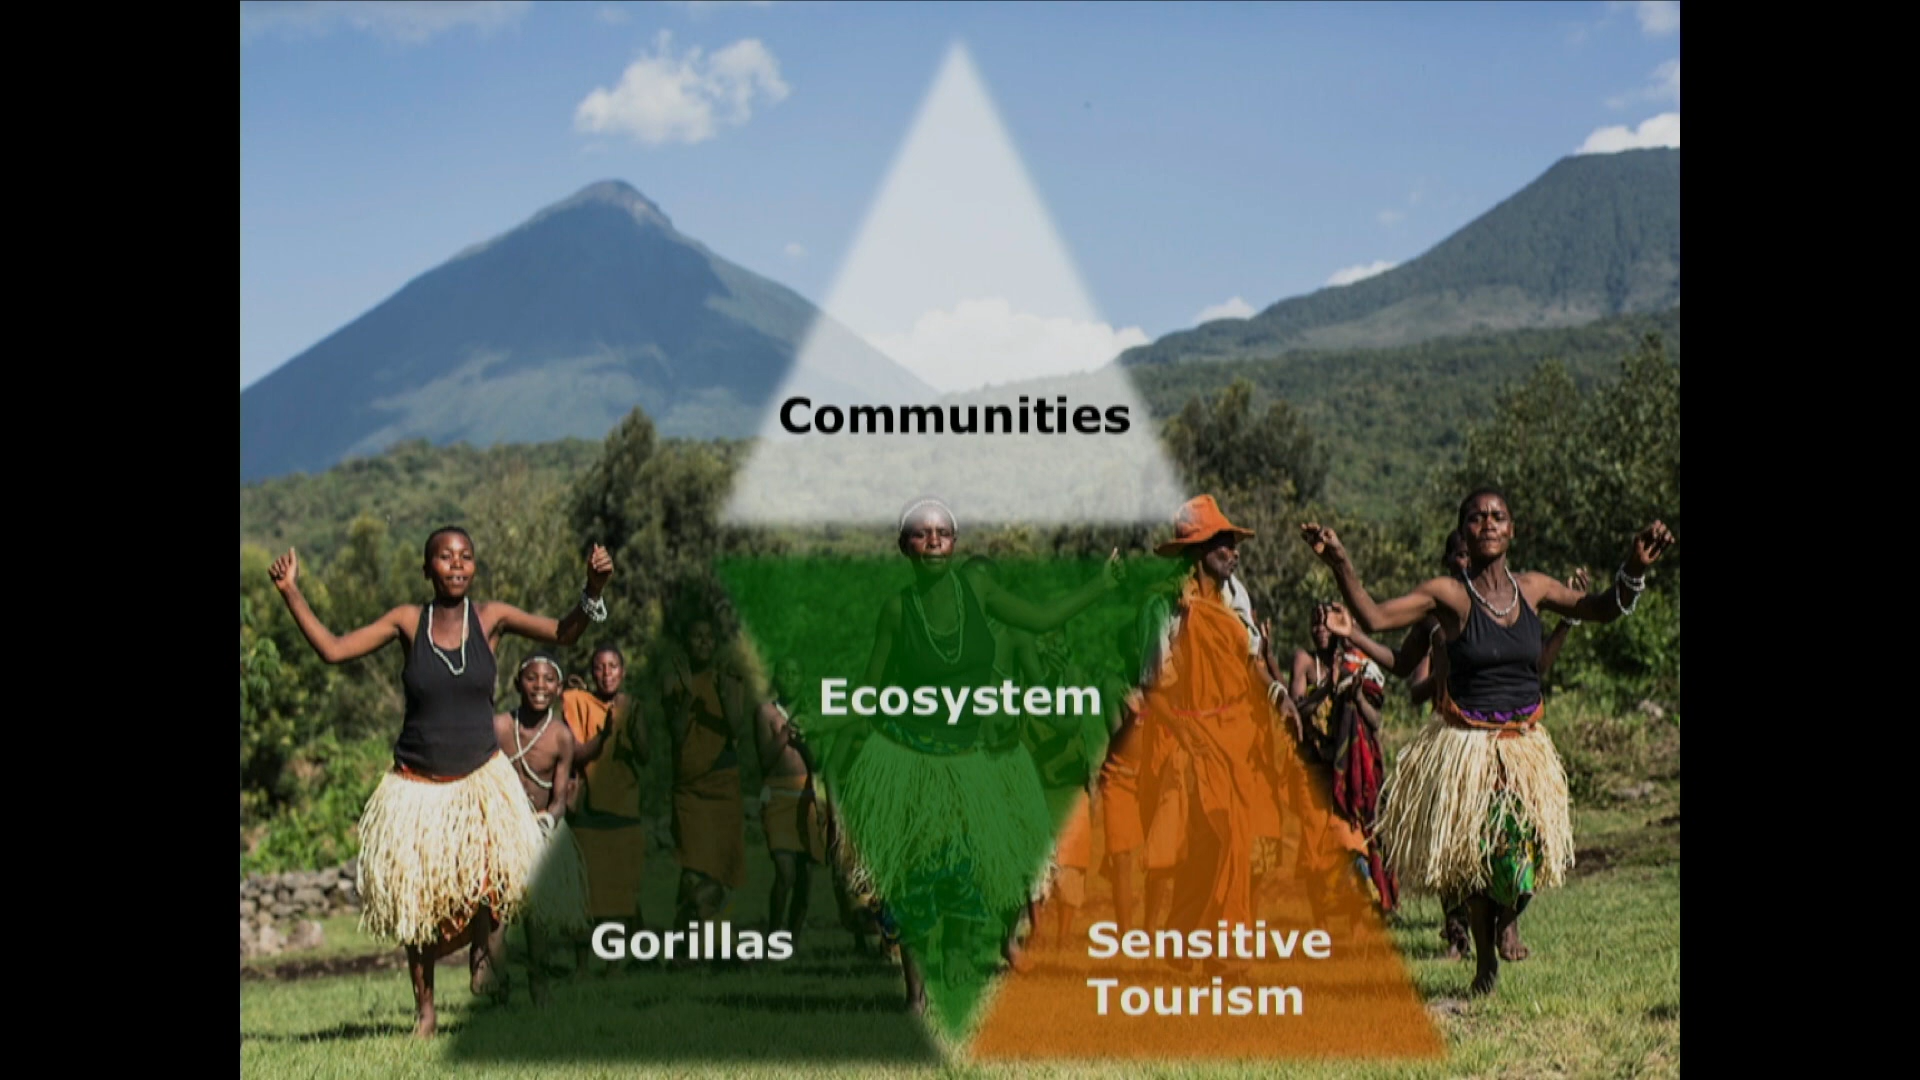 Communities
Ecosystem
Gorillas
Sensitive
Tourism